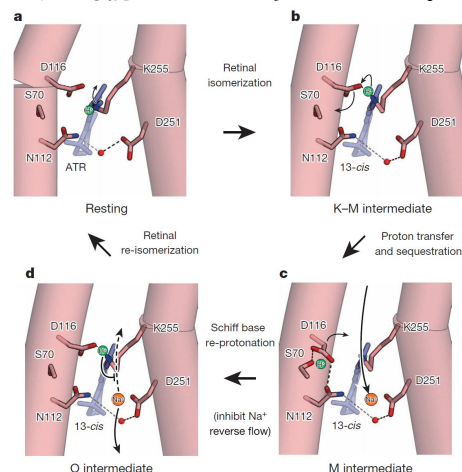 a
D116
K255
S70
D251
N112
ATR
Resting
Retinal
isomerization
b
D116
K255
S70
D251
N112
13-cis
K–M intermediate
Retinal
re-isomerization
Proton transfer
and sequestration
d
D116
K255
S70
D251
Na+
N112
13-cis
O intermediate
Schiff base
re-protonation
(inhibit Na+
reverse flow)
c
D116
K255
S70
D251
Na+
N112
13-cis
M intermediate